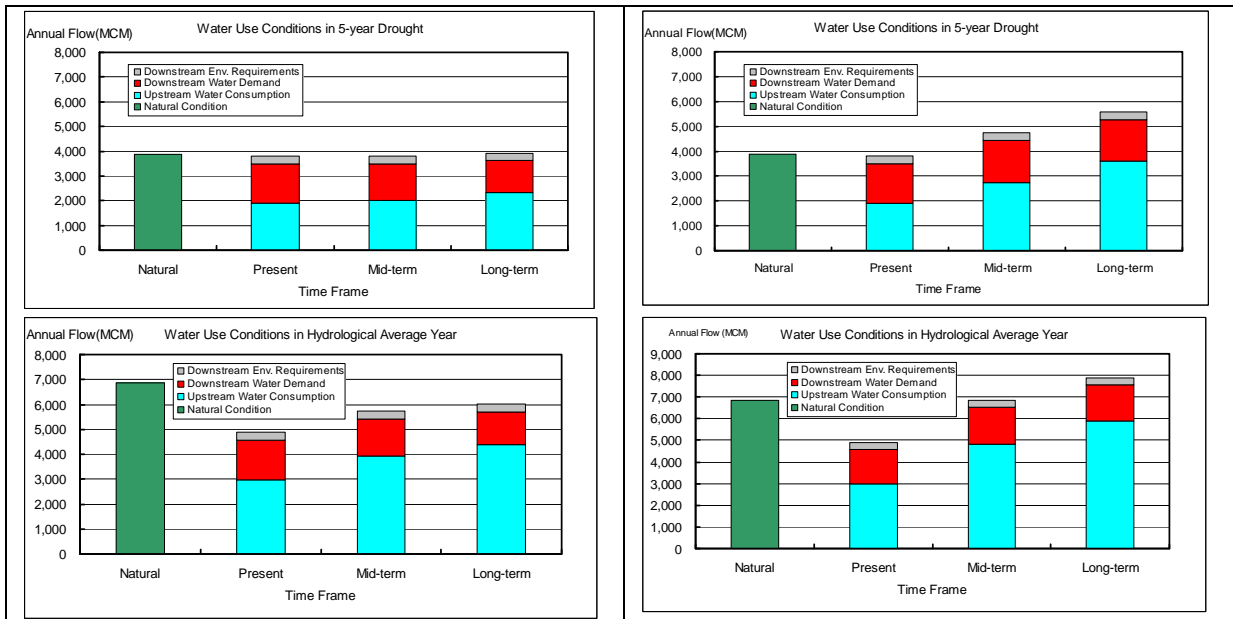 Water Use Conditions in 5-year Drought
Annual Flow(MCM)
8,000
7,000
6,000
5,000
4,000
3,000
2,000
1,000
0
Downstream Env. Requirements
Downstream Water Demand
Upstream Water Consumption
Natural Condition
Natural Present Mid-term Long-term
Time Frame
Water Use Conditions in 5-year Drought
Annual Flow(MCM)
8,000
7,000
6,000
5,000
4,000
3,000
2,000
1,000
0
Downstream Env. Requirements
Downstream Water Demand
Upstream Water Consumption
Natural Condition
Natural Present Mid-term Long-term
Time Frame
Annual Flow(MCM) Water Use Conditions in Hydrological Average Year
8,000
7,000
6,000
5,000
4,000
3,000
2,000
1,000
0
Downstream Env. Requirements
Downstream Water Demand
Upstream Water Consumption
Natural Condition
Natural Present Mid-term Long-term
Time Frame
Annual Flow (MCM) Water Use Conditions in Hydrological Average Year
9,000
8,000
7,000
6,000
5,000
4,000
3,000
2,000
1,000
0
Downstream Env. Requirements
Downstream Water Demand
Upstream Water Consumption
Natural Condition
Natural Present Mid-term Long-term
Time Frame